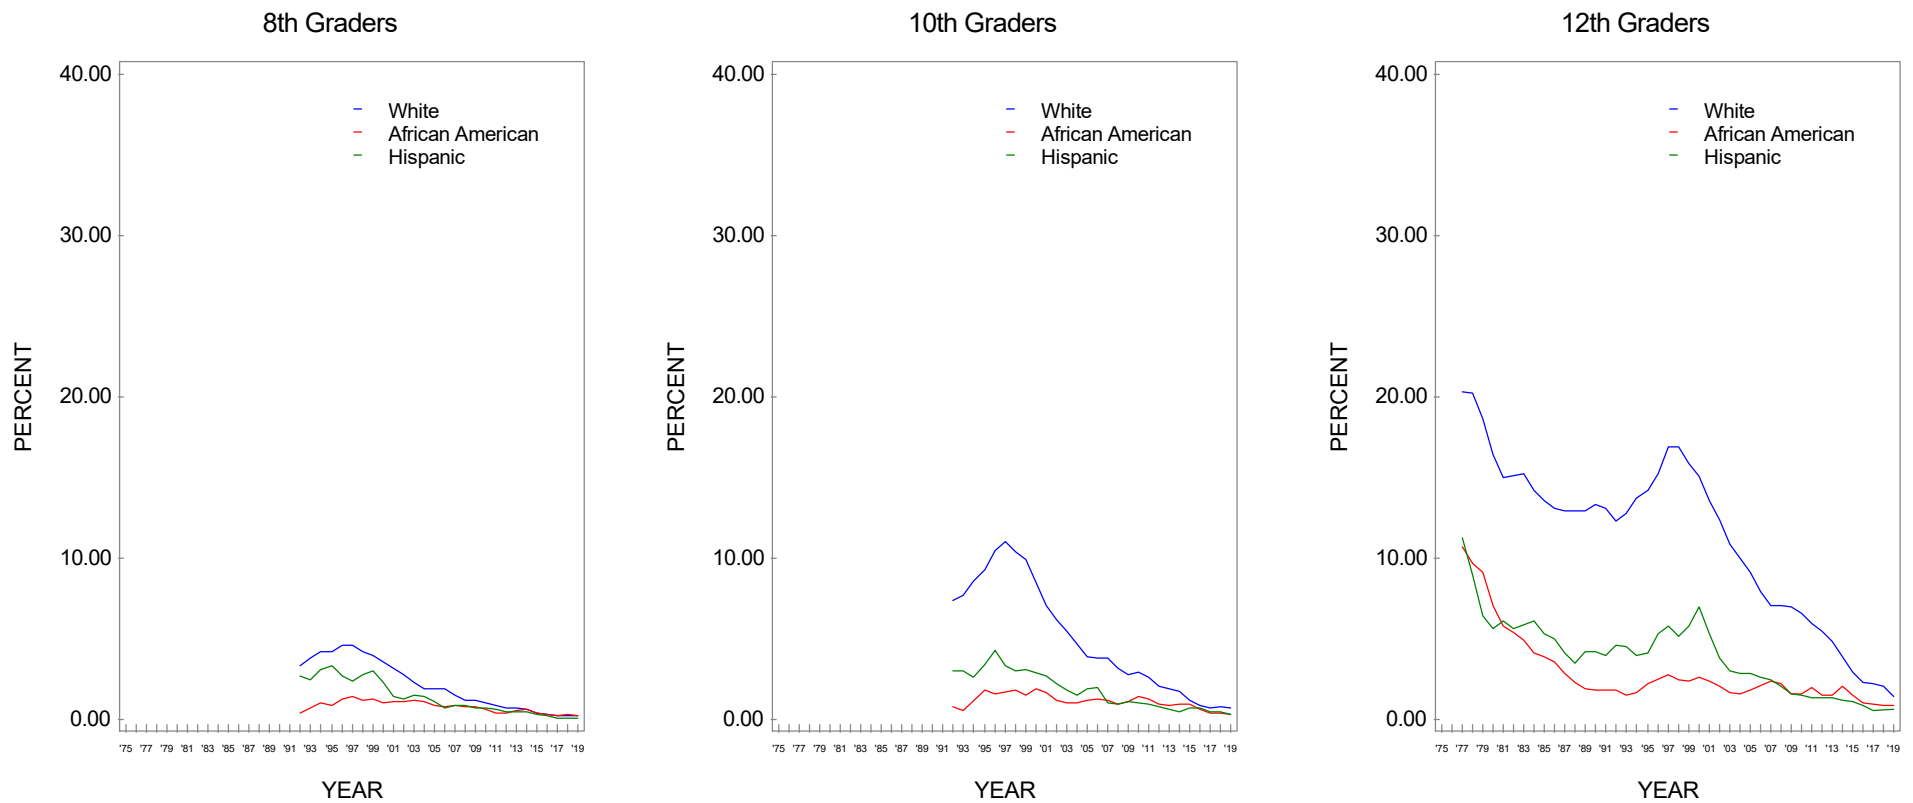 8th Graders
40.00
30.00
20.00
10.00
0.00
PERCENT
White
African American
Hispanic
'75 '77 '79 '81 '83 '85 '87 '89 '91 '93 '95 '97 '99 '01 '03 '05 '07 '09 '11 '13 '15 '17 '19
YEAR
10th Graders
40.00
30.00
20.00
10.00
0.00
PERCENT
White
African American
Hispanic
'75 '77 '79 '81 '83 '85 '87 '89 '91 '93 '95 '97 '99 '01 '03 '05 '07 '09 '11 '13 '15 '17 '19
YEAR
12th Graders
40.00
30.00
20.00
10.00
0.00
PERCENT
White
African American
Hispanic
'75 '77 '79 '81 '83 '85 '87 '89 '91 '93 '95 '97 '99 '01 '03 '05 '07 '09 '11 '13 '15 '17 '19
YEAR